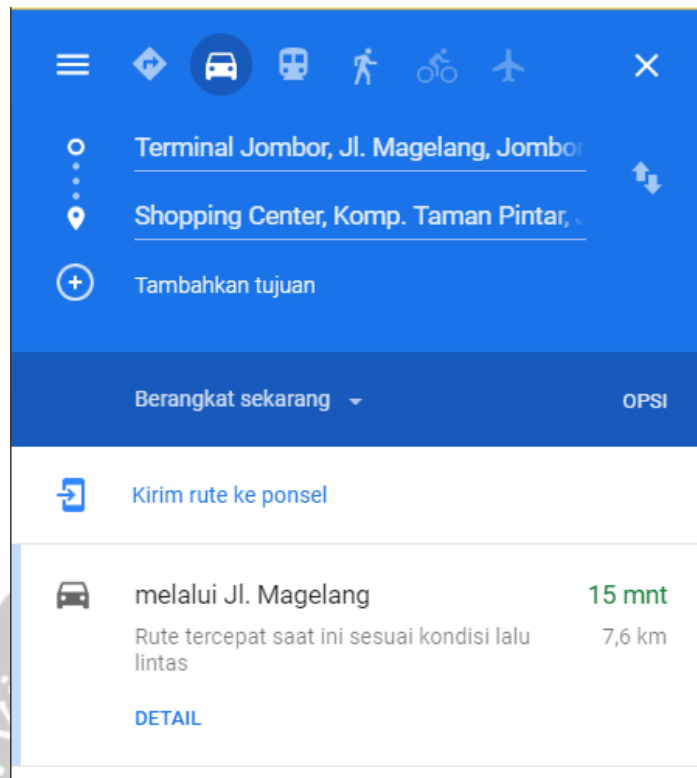 Terminal Jombor, Jl. Magelang, Jombor
Shopping Center, Komp. Taman Pintar,
Tambahkan tujuan
Berangkat sekarang
OPSI
Kirim rute ke ponsel
melalui Jl. Magelang
15 mnt
Rute tercepat saat ini sesuai kondisi lalu
7,6 km
lintas
DETAIL